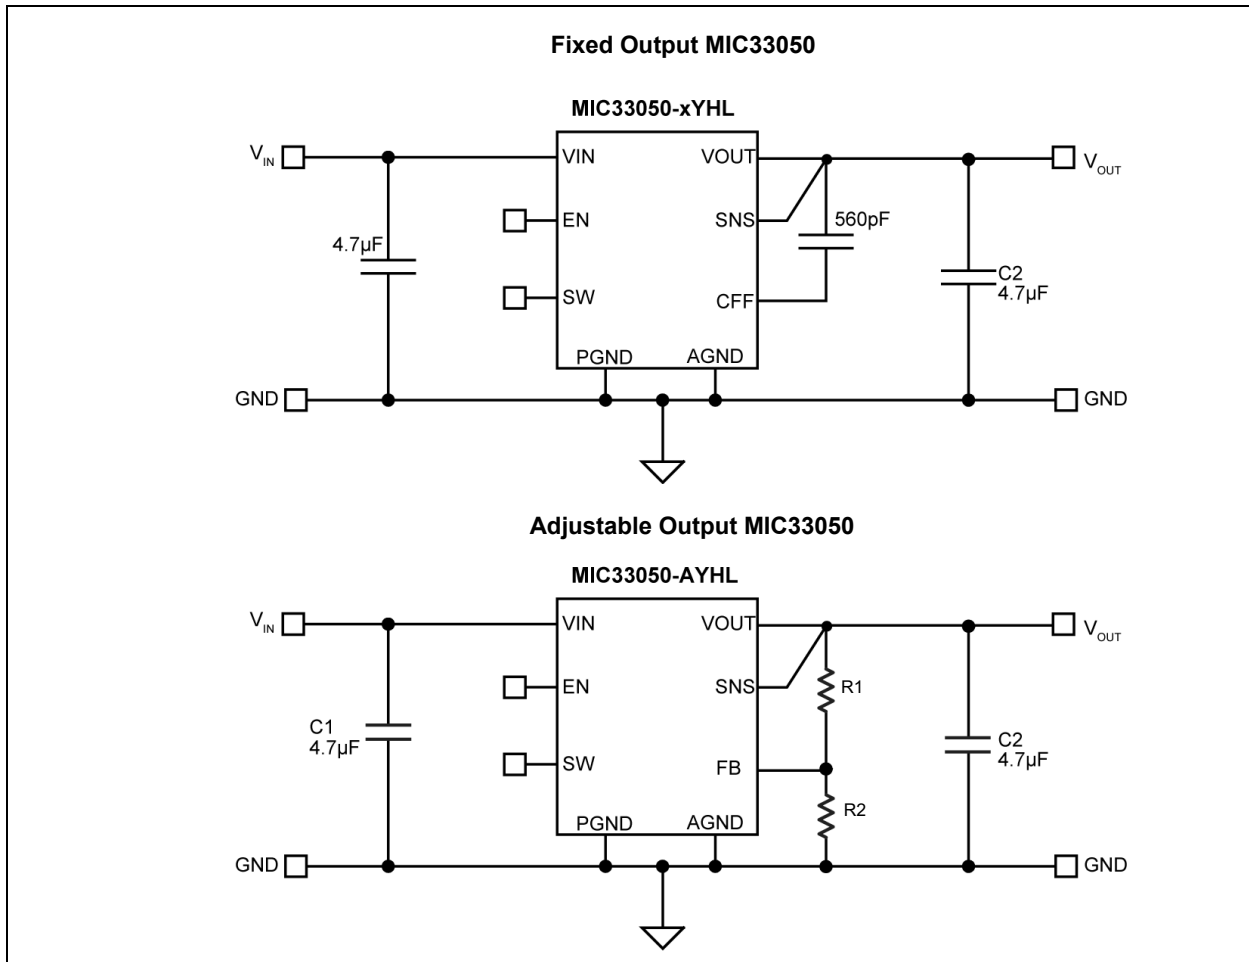 Fixed Output MIC33050
MIC33050-xYHL
VIN
VIN
VOUT
VOUT
EN
SNS
560pF
4.7µF
SW
CFF
C2
4.7µF
PGND
AGND
GND
GND
Adjustable Output MIC33050
MIC33050-AYHL
VIN
VIN
VOUT
VOUT
EN
SNS
R1
C1
4.7µF
SW
FB
C2
4.7µF
R2
PGND
AGND
GND
GND